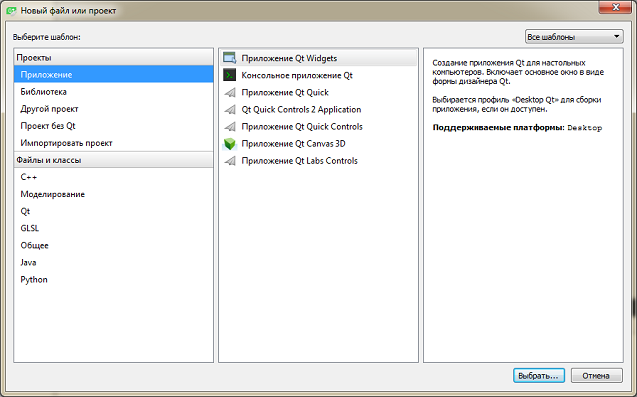 Новый файл или проект
Выберите шаблон:
Все шаблоны
Проекты
Приложение
Библиотека
Другой проект
Проект без Qt
Импортировать проект
Файлы и классы
C++
Моделирование
Qt
GLSL
Общее
Java
Python
Приложение Qt Widgets
Консольное приложение Qt
Приложение Qt Quick
Qt Quick Controls 2 Application
Приложение Qt Quick Controls
Приложение Qt Canvas 3D
Приложение Qt Labs Controls
Создание приложения Qt для настольных
компьютеров. Включает основное окно в виде
формы дизайнера Qt.
Выбирается профиль «Desktop Qt» для сборки
приложения, если он доступен.
Поддерживаемые платформы: Desktop
Выбрать...
Отмена